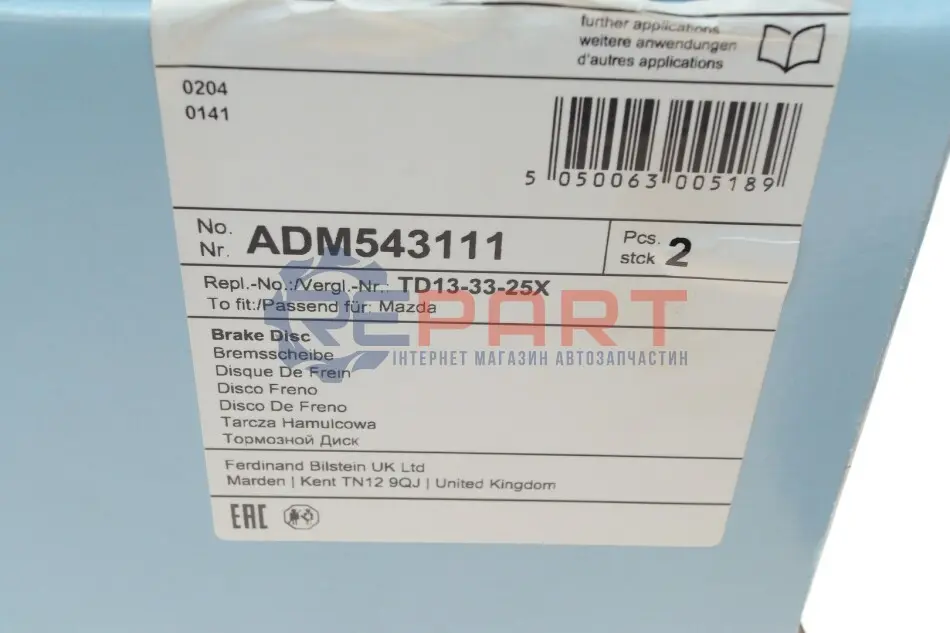 further applications
weitere anwendungen
d'autres applications
0204
0141
5 050063 005189
No.
Nr. ADM543111
Pcs.
stck 2
Repl.-No.:/Vergl.-Nr.: TD13-33-25X
To fit:/Passend für: Mazda
REPART
ІНТЕРНЕТ МАГАЗИН АВТОЗАПЧАСТИН
Brake Disc
Bremsscheibe
Disque De Frein
Disco Freno
Disco De Freno
Tarcza Hamulcowa
Тормозной Диск
Ferdinand Bilstein UK Ltd
Marden | Kent TN12 9QJ | United Kingdom
EAC